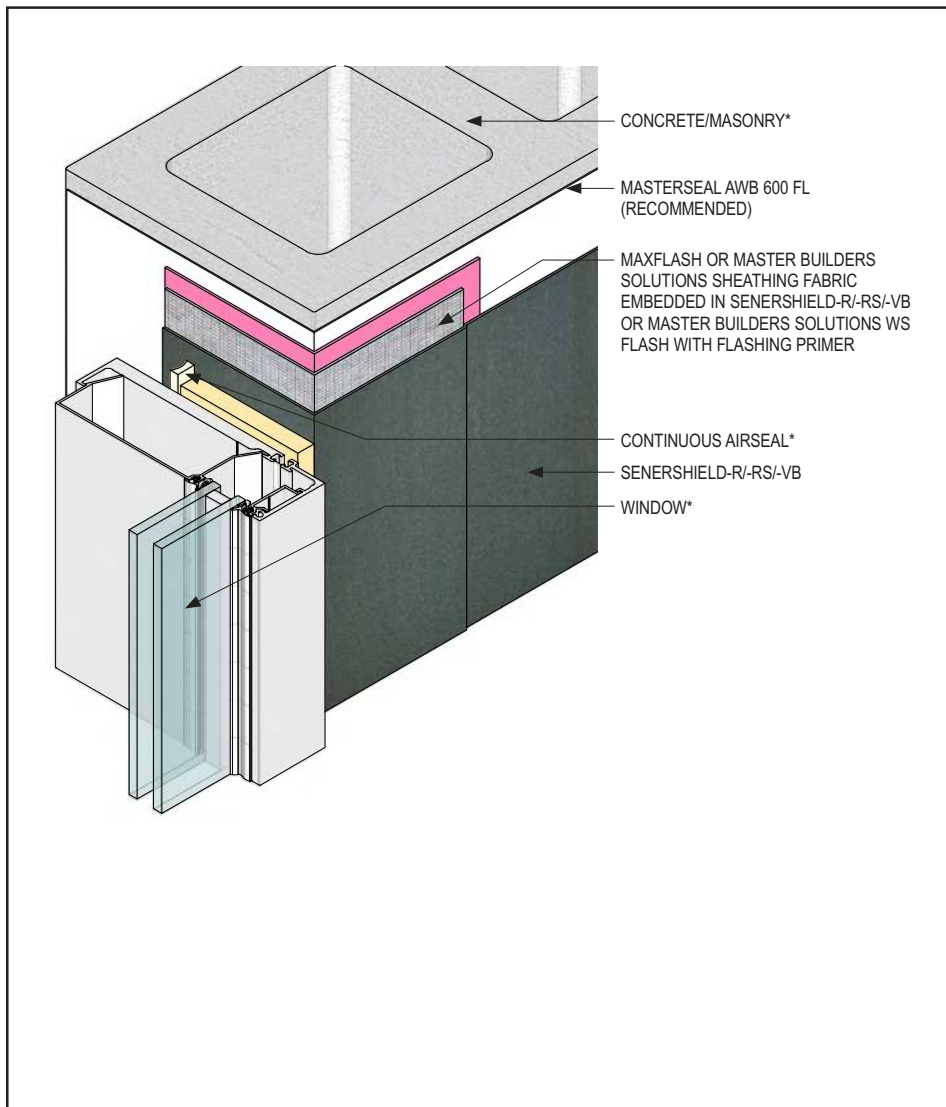 CONCRETE/MASONRY*
MASTERSEAL AWB 600 FL
(RECOMMENDED)
MAXFLASH OR MASTER BUILDERS
SOLUTIONS SHEATHING FABRIC
EMBEDDED IN SENERSHIELD-R/-RS/-VB
OR MASTER BUILDERS SOLUTIONS WS
FLASH WITH FLASHING PRIMER
CONTINUOUS AIRSEAL*
SENERSHIELD-R/-RS/-VB
WINDOW*